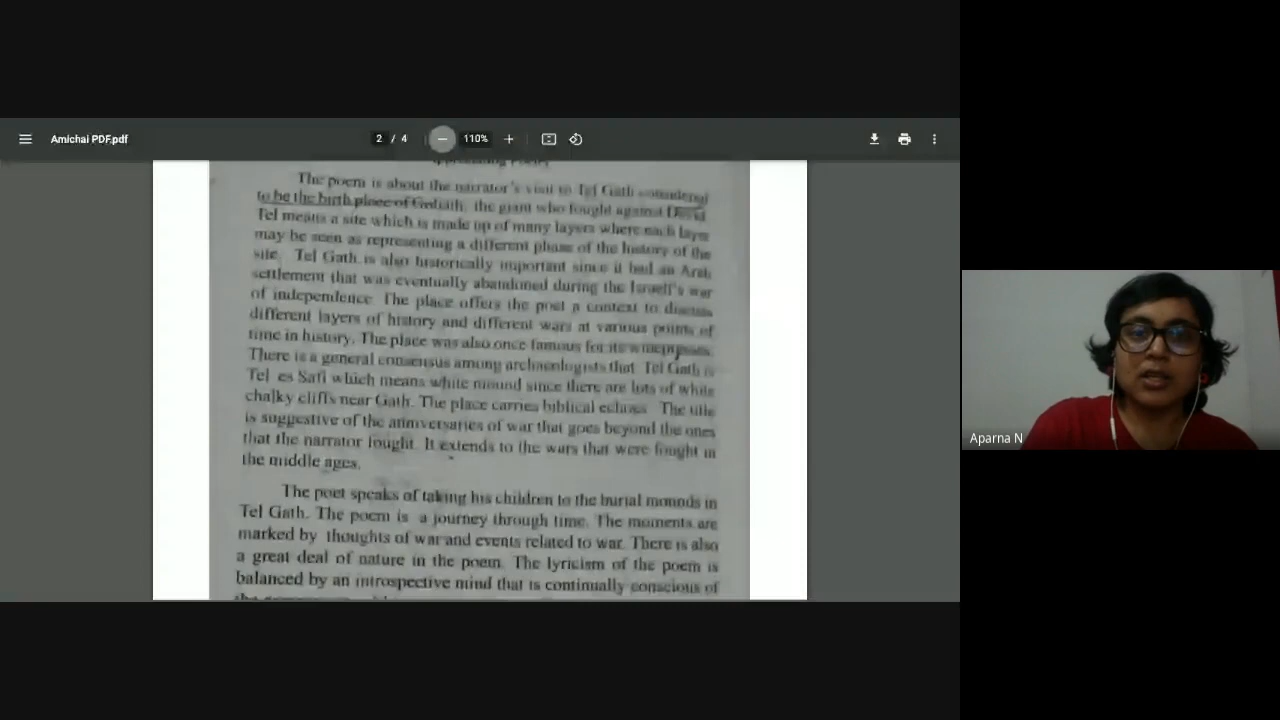 Amichai PDF.pdf
2 / 4
110%
Appreciating Poetry
The poem is about the narrator's visit to Tel Gath considered
to be the birth place of Goliath, the giant who fought against David.
Tel means a site which is made up of many layers where each layer
may be seen as representing a different phase of the history of the
site. Tel Gath is also historically important since it had an Arab
settlement that was eventually abandoned during the Israeli's war
of independence. The place offers the poet a context to discuss
different layers of history and different wars at various points of
time in history. The place was also once famous for its winepresses.
There is a general consensus among archaeologists that Tel Gath is
Tel es Safi which means white mound since there are lots of white
chalky cliffs near Gath. The place carries biblical echoes. The title
is suggestive of the anniversaries of war that goes beyond the ones
that the narrator fought. It extends to the wars that were fought in
the middle ages.
The poet speaks of taking his children to the burial mounds in
Tel Gath. The poem is a journey through time. The moments are
marked by thoughts of war and events related to war. There is also
a great deal of nature in the poem. The lyricism of the poem is
balanced by an introspective mind that is continually conscious of
Aparna N